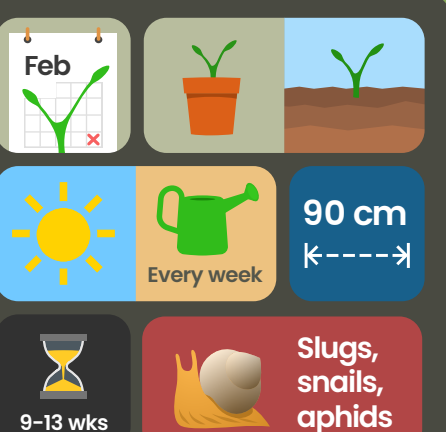 Feb
Every week
90 cm
9-13 wks
Slugs,
snails,
aphids